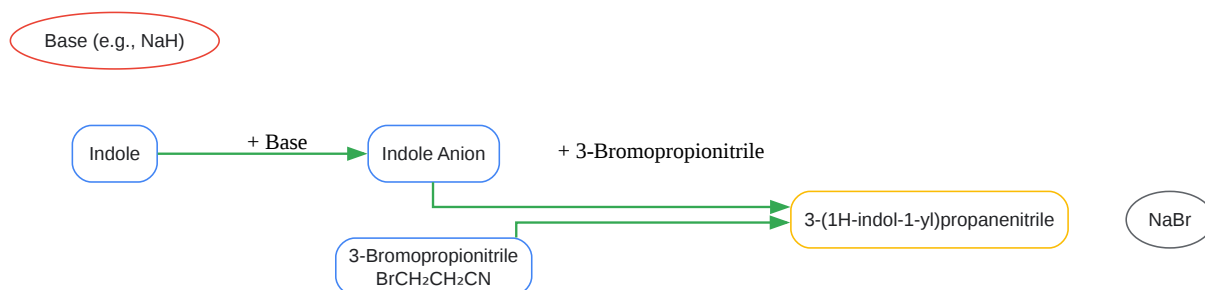 Base (e.g., NaH)
Indole
+ Base
Indole Anion
+ 3-Bromopropionitrile
3-(1H-indol-1-yl)propanenitrile
NaBr
3-Bromopropionitrile
BrCH₂CH₂CN